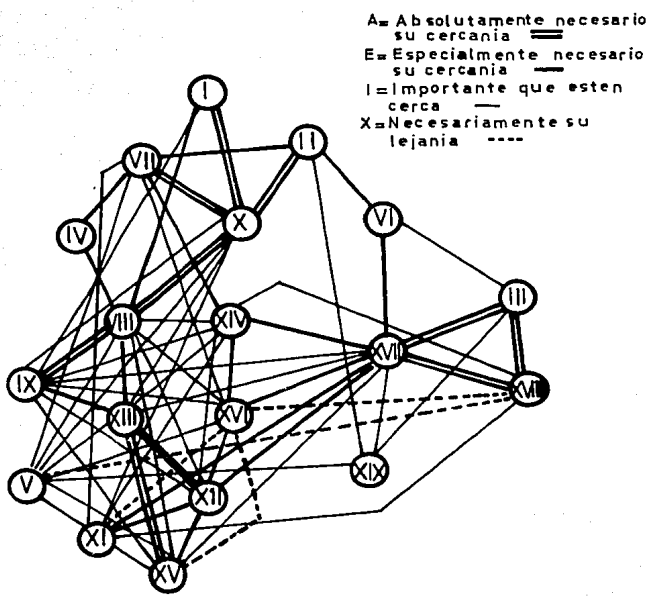 A= Absolutamente necesario
su cercania
E= Especialmente necesario
su cercania
I=Importante que esten
cerca
X=Necesariamente su
lejania
I
II
VII
X
IV
VI
III
VIII
XIV
XVII
IX
XIII
XVI
XVIII
V
XII
XIX
XI
XV